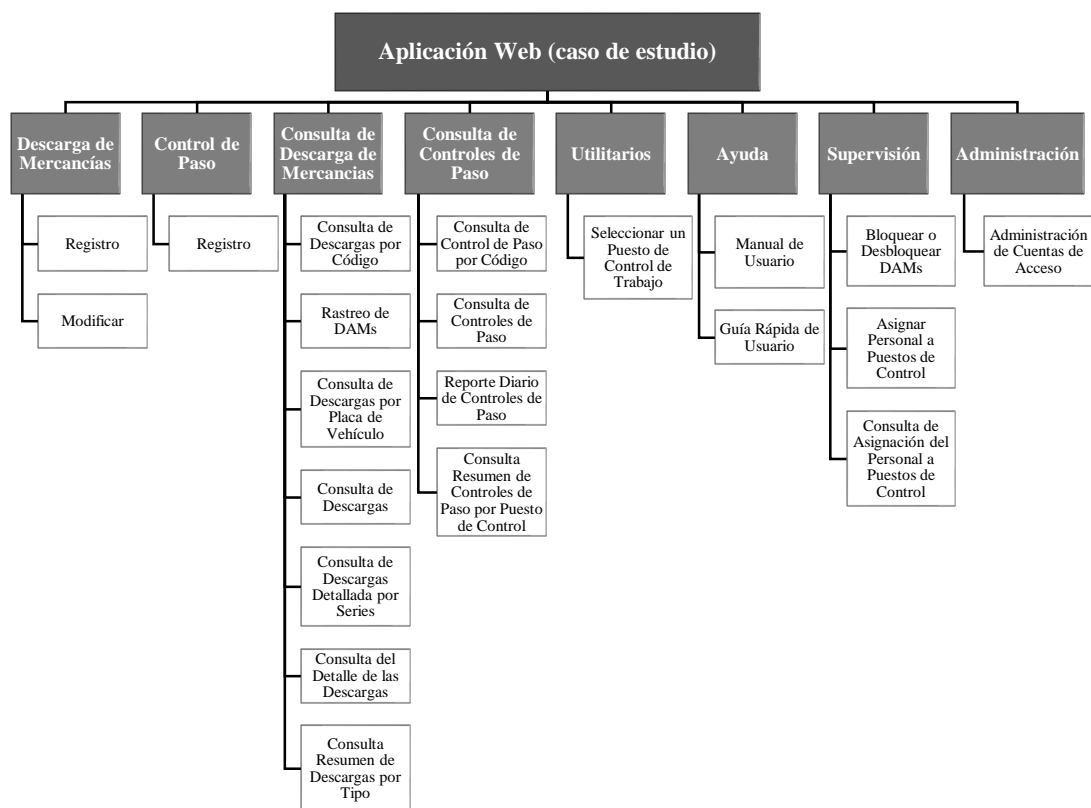 Aplicación Web (caso de estudio)
Descarga de
Mercancías
Registro
Modificar
Control de
Paso
Registro
Consulta de
Descarga de
Mercancias
Consulta de
Descargas por
Código
Rastreo de
DAMs
Consulta de
Descargas por
Placa de
Vehículo
Consulta de
Descargas
Consulta de
Descargas
Detallada por
Series
Consulta del
Detalle de las
Descargas
Consulta
Resumen de
Descargas por
Tipo
Consulta de
Controles de
Paso
Consulta de
Control de Paso
por Código
Consulta de
Controles de
Paso
Reporte Diario
de Controles de
Paso
Consulta
Resumen de
Controles de
Paso por Puesto
de Control
Utilitarios
Seleccionar un
Puesto de
Control de
Trabajo
Ayuda
Manual de
Usuario
Guía Rápida de
Usuario
Supervisión
Bloquear o
Desbloquear
DAMs
Asignar
Personal a
Puestos de
Control
Consulta de
Asignación del
Personal a
Puestos de
Control
Administración
Administración
de Cuentas de
Acceso